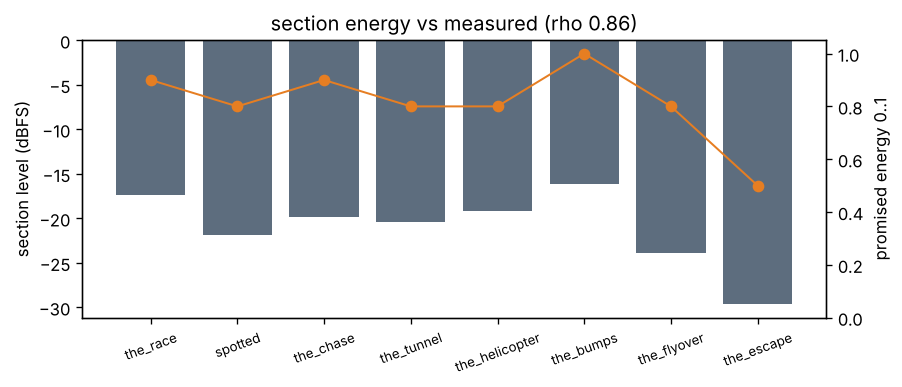 section energy vs measured (rho 0.86)
section level (dBFS)
0
−5
−10
−15
−20
−25
−30
1.0
0.8
0.6
0.4
0.2
0.0
promised energy 0..1
the_race
spotted
the_chase
the_tunnel
the_helicopter
the_bumps
the_flyover
the_escape